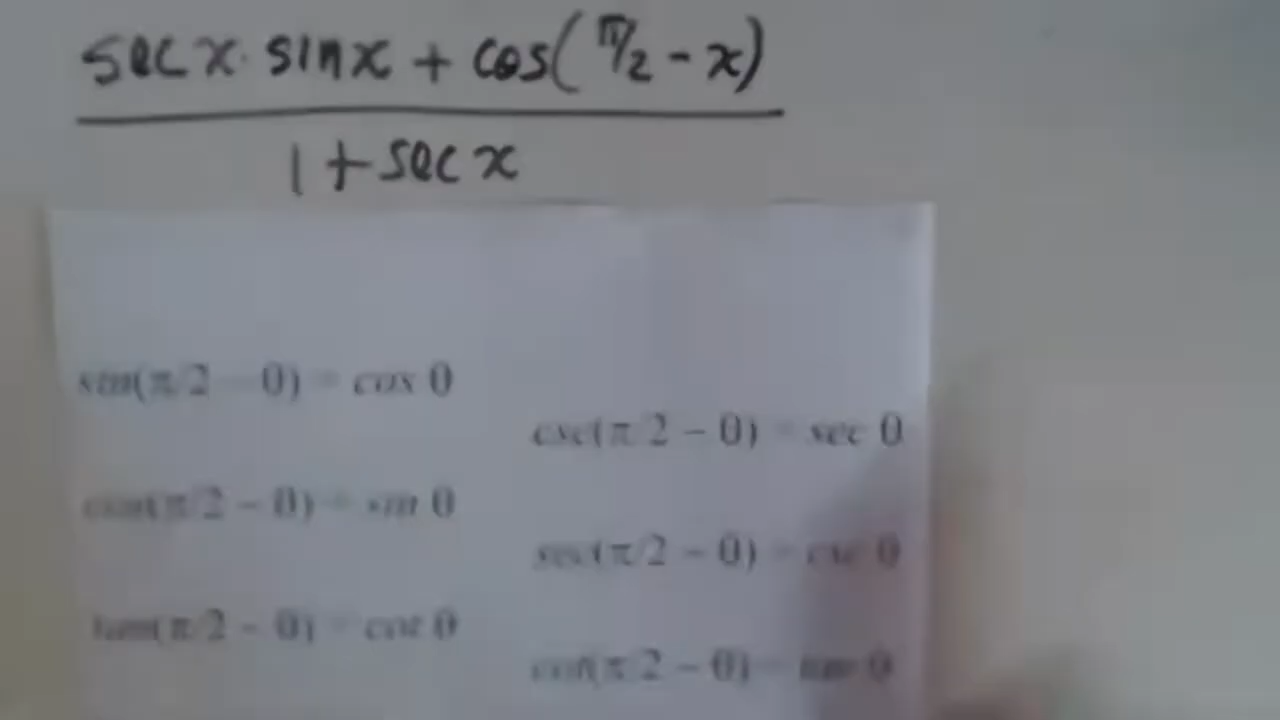 sec x · sin x + cos(π/2 - x)
1 + sec x
sin(π/2 – θ) = cos θ
csc(π/2 – θ) = sec θ
cos(π/2 – θ) = sin θ
sec(π/2 – θ) = csc θ
tan(π/2 – θ) = cot θ
cot(π/2 – θ) = tan θ